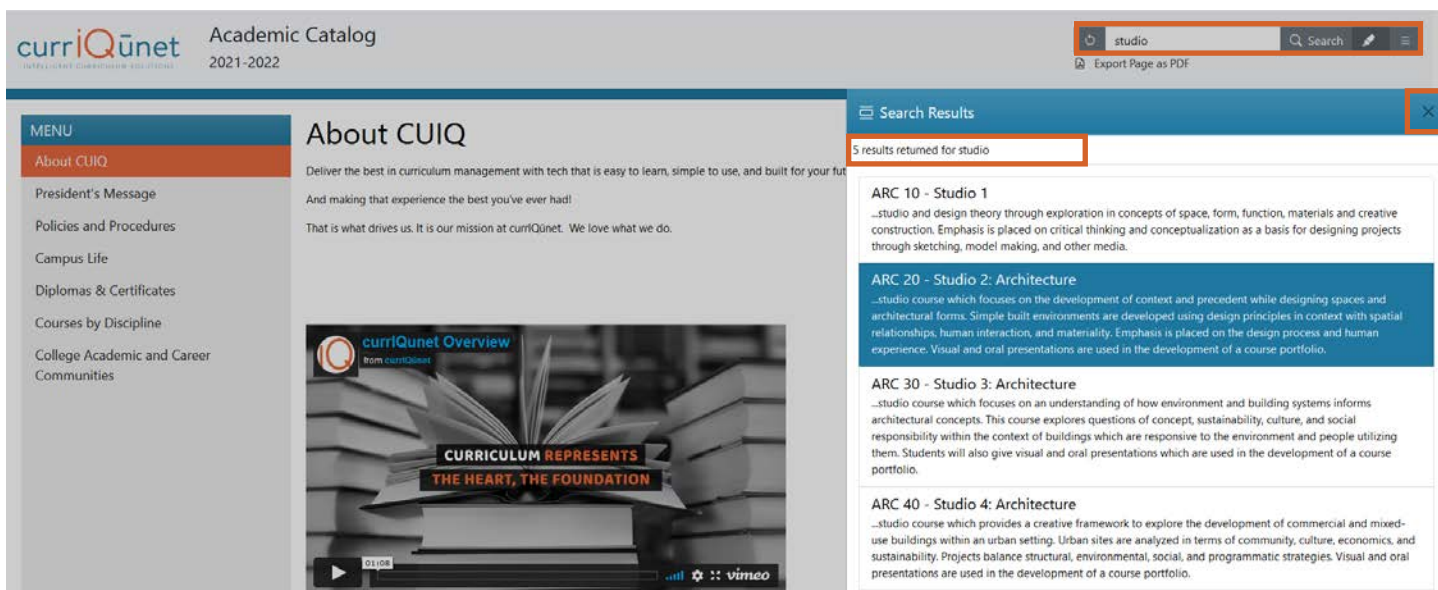 currIQūnet
INTELLIGENT CURRICULUM SOLUTIONS
Academic Catalog
2021-2022
studio
Search
Export Page as PDF
MENU
About CUIQ
President's Message
Policies and Procedures
Campus Life
Diplomas & Certificates
Courses by Discipline
College Academic and Career
Communities
About CUIQ
Deliver the best in curriculum management with tech that is easy to learn, simple to use, and built for your fut
And making that experience the best you've ever had!
That is what drives us. It is our mission at currIQūnet. We love what we do.
currIQunet Overview
from currIQūnet
CURRICULUM REPRESENTS
THE HEART, THE FOUNDATION
01:08
vimeo
Search Results
5 results returned for studio
ARC 10 - Studio 1
...studio and design theory through exploration in concepts of space, form, function, materials and creative
construction. Emphasis is placed on critical thinking and conceptualization as a basis for designing projects
through sketching, model making, and other media.
ARC 20 - Studio 2: Architecture
...studio course which focuses on the development of context and precedent while designing spaces and
architectural forms. Simple built environments are developed using design principles in context with spatial
relationships, human interaction, and materiality. Emphasis is placed on the design process and human
experience. Visual and oral presentations are used in the development of a course portfolio.
ARC 30 - Studio 3: Architecture
...studio course which focuses on an understanding of how environment and building systems informs
architectural concepts. This course explores questions of concept, sustainability, culture, and social
responsibility within the context of buildings which are responsive to the environment and people utilizing
them. Students will also give visual and oral presentations which are used in the development of a course
portfolio.
ARC 40 - Studio 4: Architecture
...studio course which provides a creative framework to explore the development of commercial and mixed-
use buildings within an urban setting. Urban sites are analyzed in terms of community, culture, economics, and
sustainability. Projects balance structural, environmental, social, and programmatic strategies. Visual and oral
presentations are used in the development of a course portfolio.